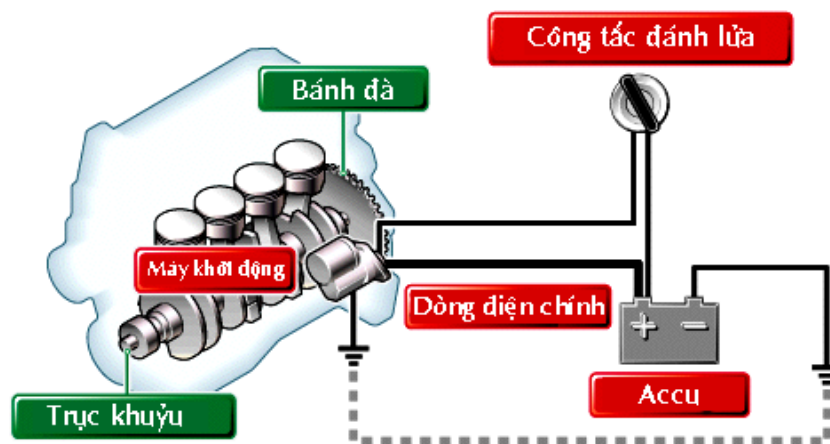 Công tắc đánh lửa
Bánh đà
Máy khởi động
Dòng điện chính
+ −
Accu
Trục khuỷu